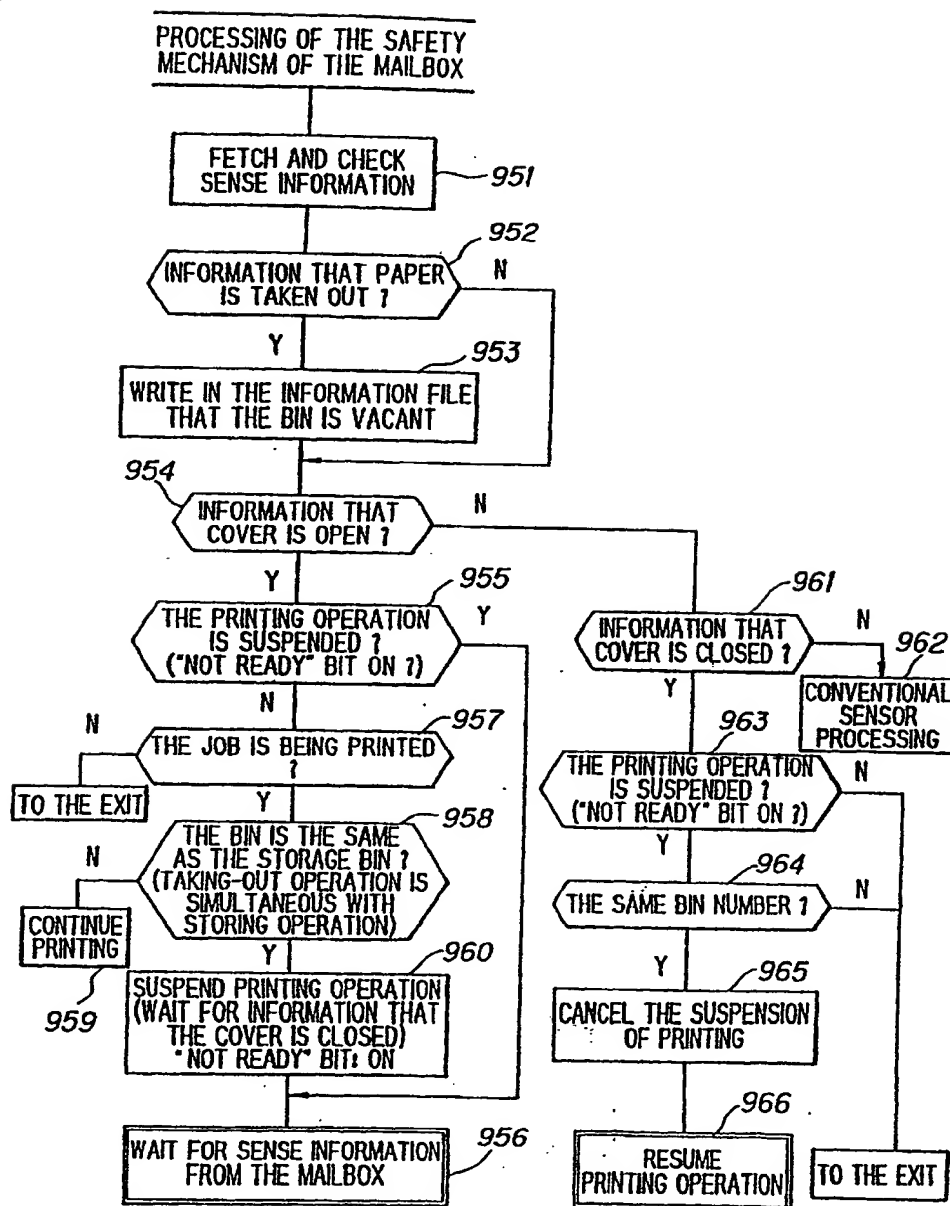 PROCESSING OF THE SAFETY
MECHANISM OF THE MAILBOX
FETCH AND CHECK
SENSE INFORMATION
951
952
INFORMATION THAT PAPER
IS TAKEN OUT ?
N
Y
953
WRITE IN THE INFORMATION FILE
THAT THE BIN IS VACANT
954
INFORMATION THAT
COVER IS OPEN ?
N
Y
955
THE PRINTING OPERATION
IS SUSPENDED ?
("NOT READY" BIT ON ?)
Y
N
957
THE JOB IS BEING PRINTED
?
N
TO THE EXIT
Y
958
THE BIN IS THE SAME
AS THE STORAGE BIN ?
(TAKING-OUT OPERATION IS
SIMULTANEOUS WITH
STORING OPERATION)
N
CONTINUE
PRINTING
959
Y
960
SUSPEND PRINTING OPERATION
(WAIT FOR INFORMATION THAT
THE COVER IS CLOSED)
"NOT READY" BIT: ON
WAIT FOR SENSE INFORMATION
FROM THE MAILBOX
956
961
INFORMATION THAT
COVER IS CLOSED ?
N
962
CONVENTIONAL
SENSOR
PROCESSING
Y
963
THE PRINTING OPERATION
IS SUSPENDED ?
("NOT READY" BIT ON ?)
N
Y
964
THE SAME BIN NUMBER ?
N
Y
965
CANCEL THE SUSPENSION
OF PRINTING
966
RESUME
PRINTING OPERATION
TO THE EXIT